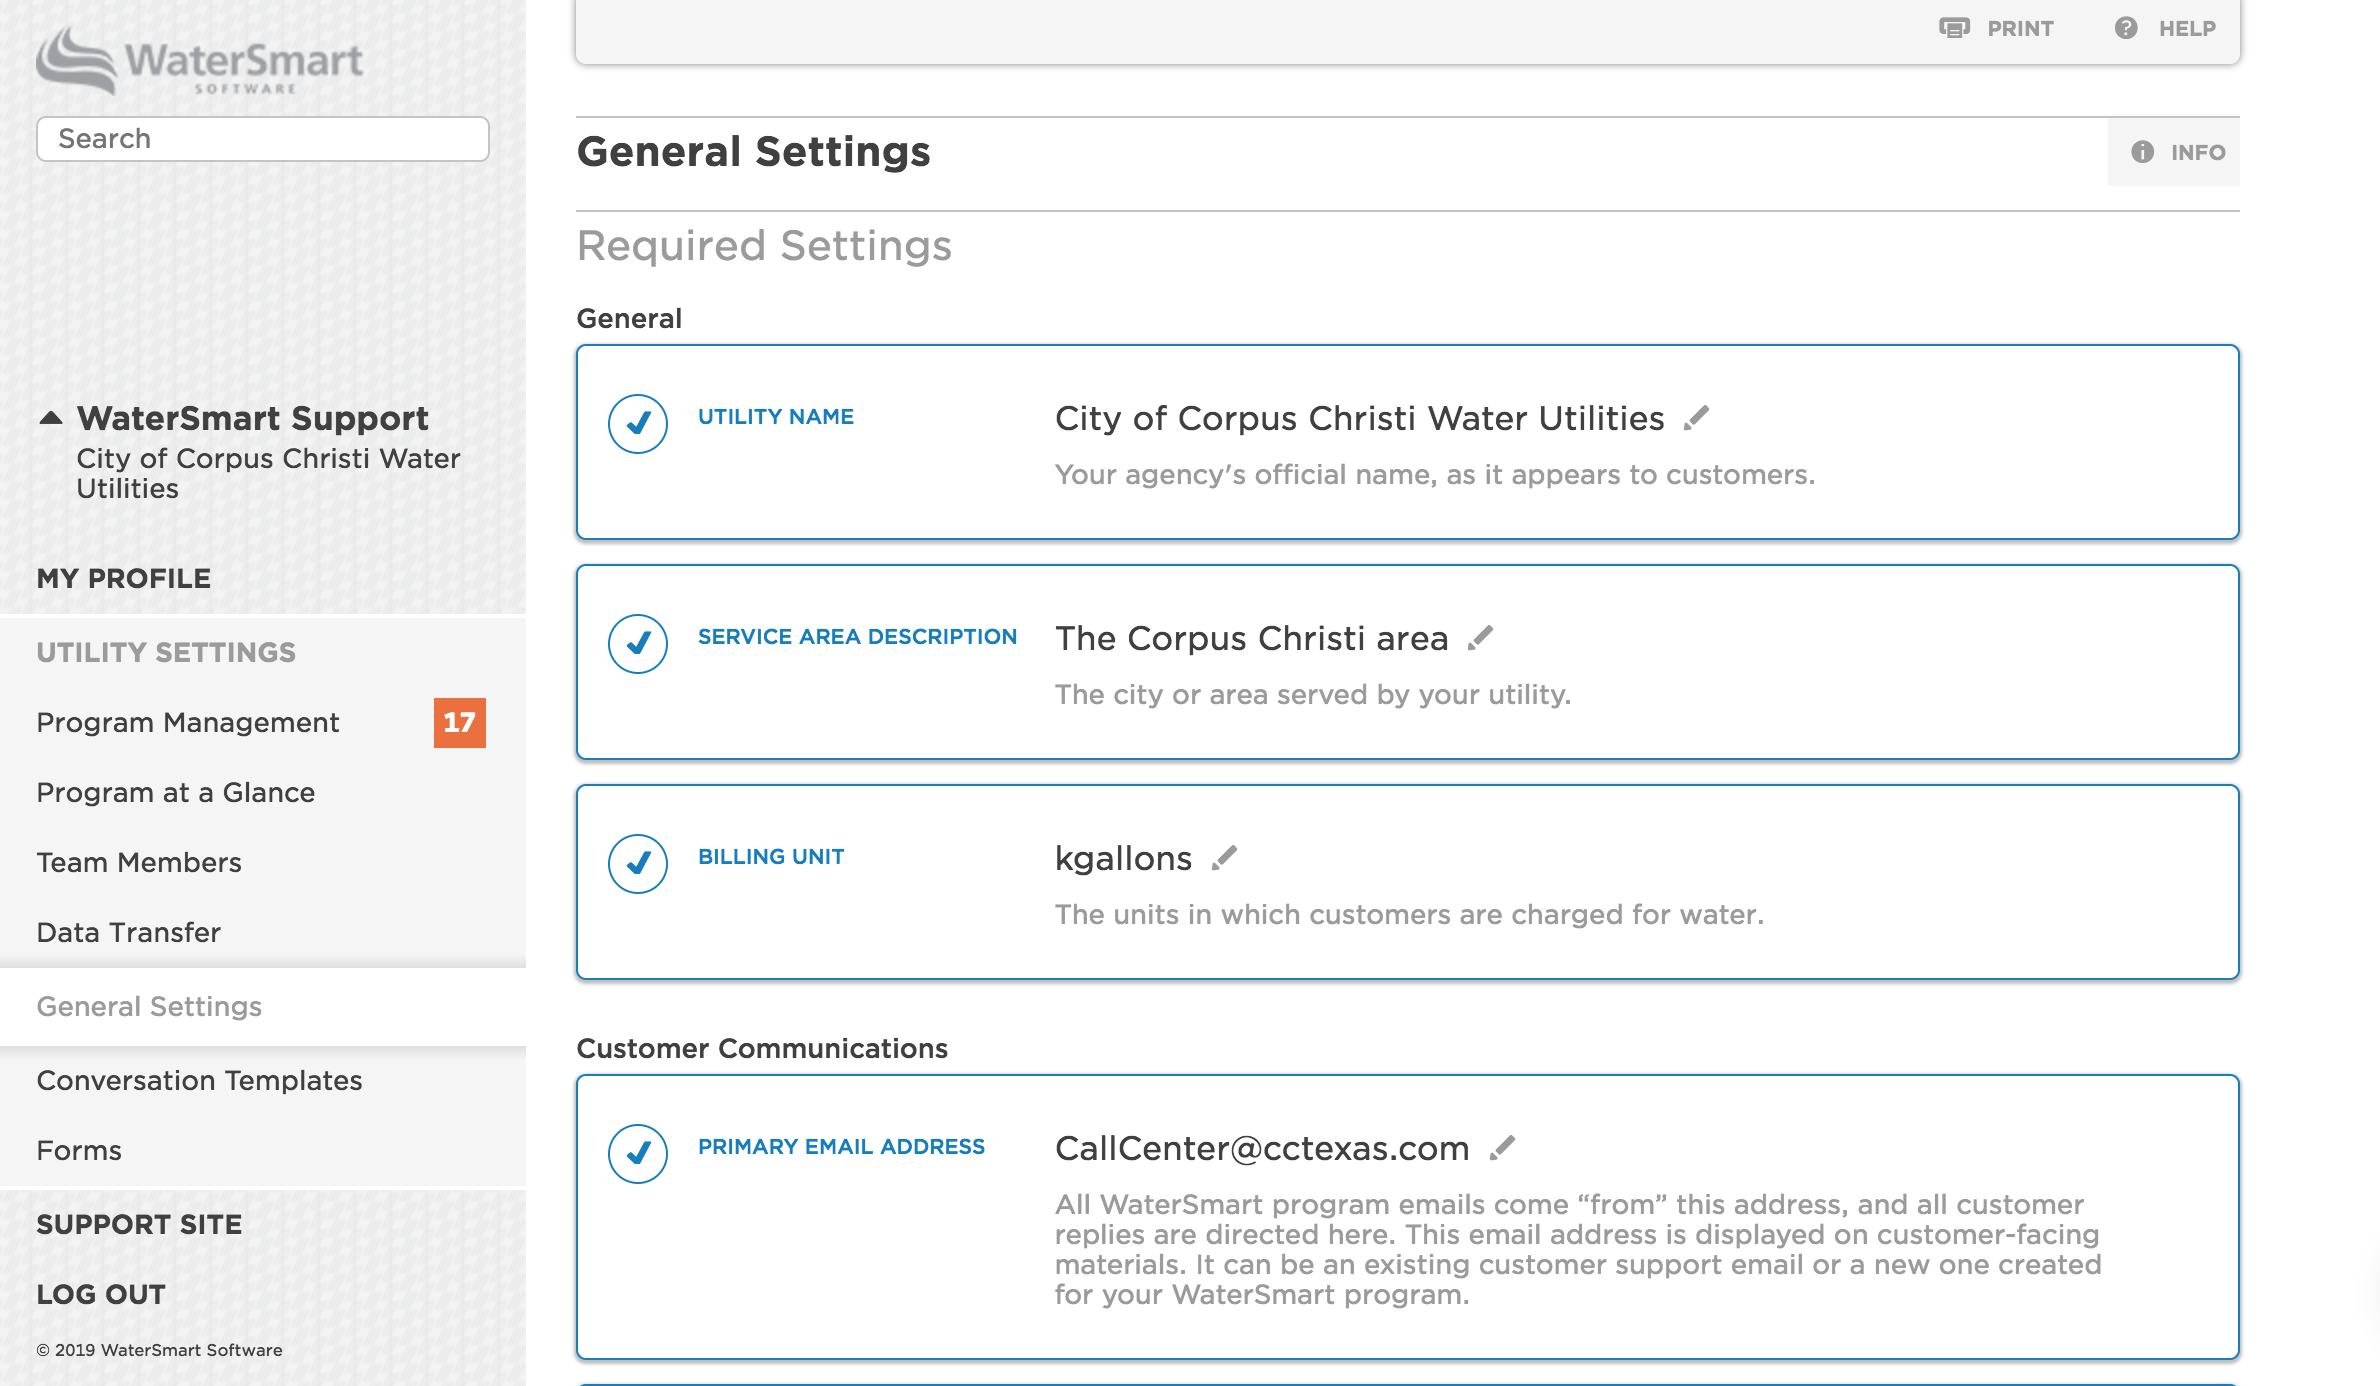 WaterSmart
SOFTWARE
Search
WaterSmart Support
City of Corpus Christi Water
Utilities
MY PROFILE
UTILITY SETTINGS
Program Management
17
Program at a Glance
Team Members
Data Transfer
General Settings
Conversation Templates
Forms
SUPPORT SITE
LOG OUT
© 2019 WaterSmart Software
PRINT
HELP
General Settings
INFO
Required Settings
General
UTILITY NAME
City of Corpus Christi Water Utilities
Your agency's official name, as it appears to customers.
SERVICE AREA DESCRIPTION
The Corpus Christi area
The city or area served by your utility.
BILLING UNIT
kgallons
The units in which customers are charged for water.
Customer Communications
PRIMARY EMAIL ADDRESS
CallCenter@cctexas.com
All WaterSmart program emails come “from” this address, and all customer
replies are directed here. This email address is displayed on customer-facing
materials. It can be an existing customer support email or a new one created
for your WaterSmart program.